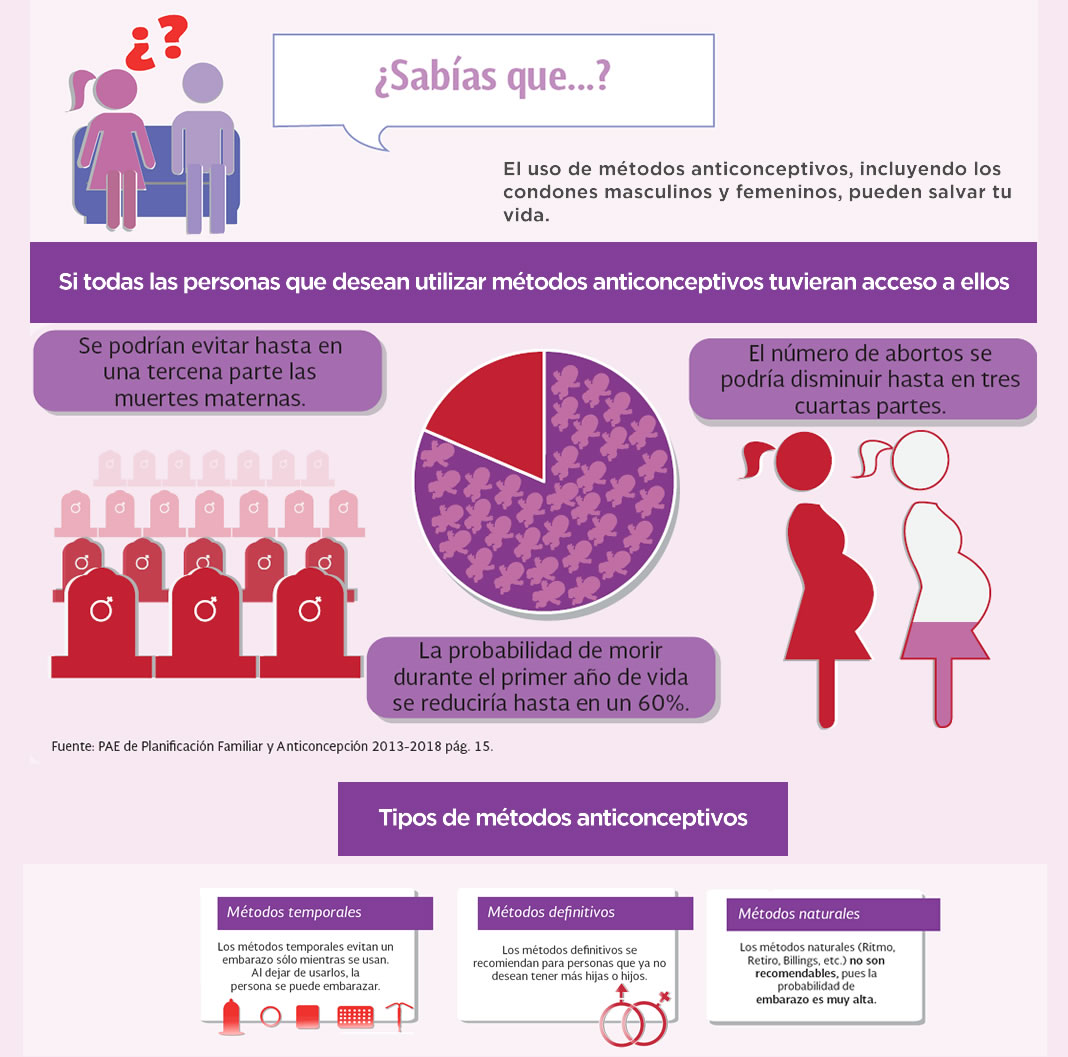 ¿?
¿Sabías que...?
El uso de métodos anticonceptivos, incluyendo los
condones masculinos y femeninos, pueden salvar tu
vida.
Si todas las personas que desean utilizar métodos anticonceptivos tuvieran acceso a ellos
Se podrían evitar hasta en
una tercena parte las
muertes maternas.
El número de abortos se
podría disminuir hasta en tres
cuartas partes.
La probabilidad de morir
durante el primer año de vida
se reduciría hasta en un 60%.
Fuente: PAE de Planificación Familiar y Anticoncepción 2013-2018 pág. 15.
Tipos de métodos anticonceptivos
Métodos temporales
Los métodos temporales evitan un
embarazo sólo mientras se usan.
Al dejar de usarlos, la
persona se puede embarazar.
Métodos definitivos
Los métodos definitivos se
recomiendan para personas que ya no
desean tener más hijas o hijos.
Métodos naturales
Los métodos naturales (Ritmo,
Retiro, Billings, etc.) no son
recomendables, pues la
probabilidad de
embarazo es muy alta.